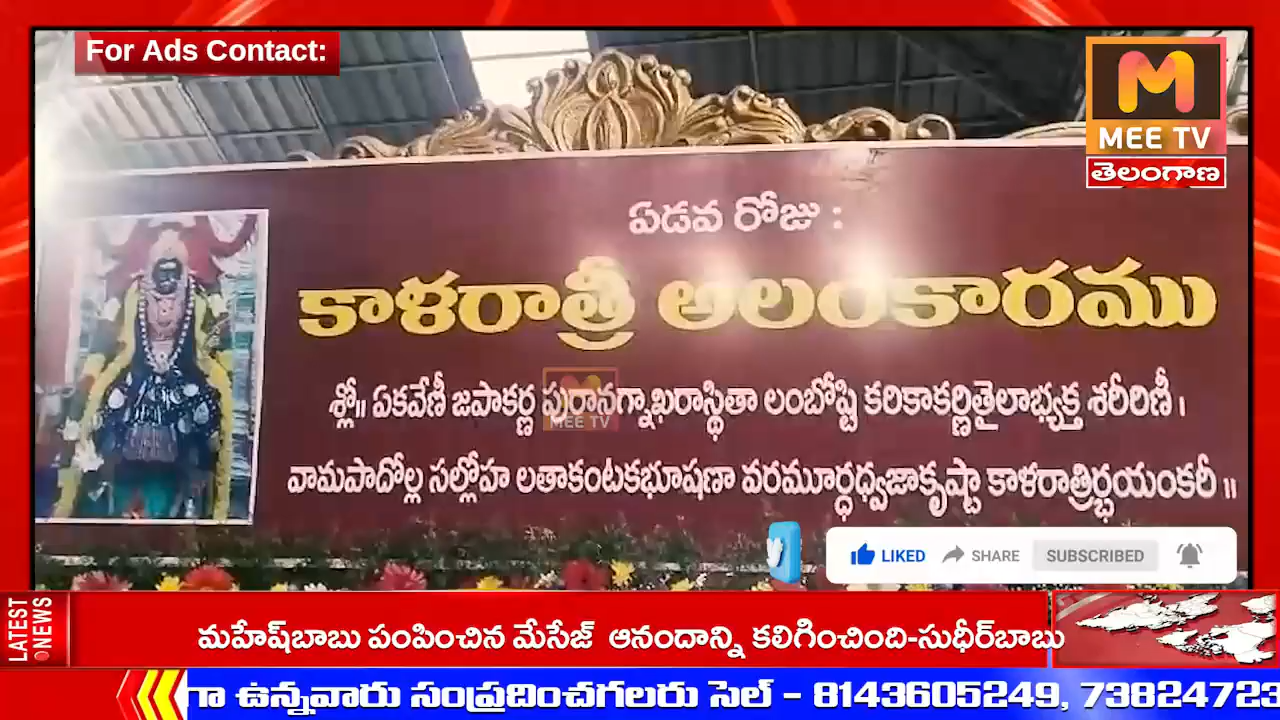 For Ads Contact:
MEE TV
తెలంగాణ
ఏడవ రోజు :
కాళరాత్రీ అలంకారము
శ్లో॥ ఏకవేణీ జపాకర్ణ పురానగ్నాఖరాస్థితా లంబోష్టి కరికాకర్ణితైలాభ్యక్త శరీరిణీ ।
MEE TV
వామపాదోల్ల సల్లోహ లతాకంటకభూషణా వరమూర్ధధ్వజాకృష్టా కాళరాత్రిర్భయంకరీ ॥
LIKED SHARE SUBSCRIBED
LATEST NEWS
మహేష్‌బాబు పంపించిన మేసేజ్ ఆనందాన్ని కలిగించింది-సుధీర్‌బాబు
గా ఉన్నవారు సంప్రదించగలరు సెల్ - 8143605249, 73824723